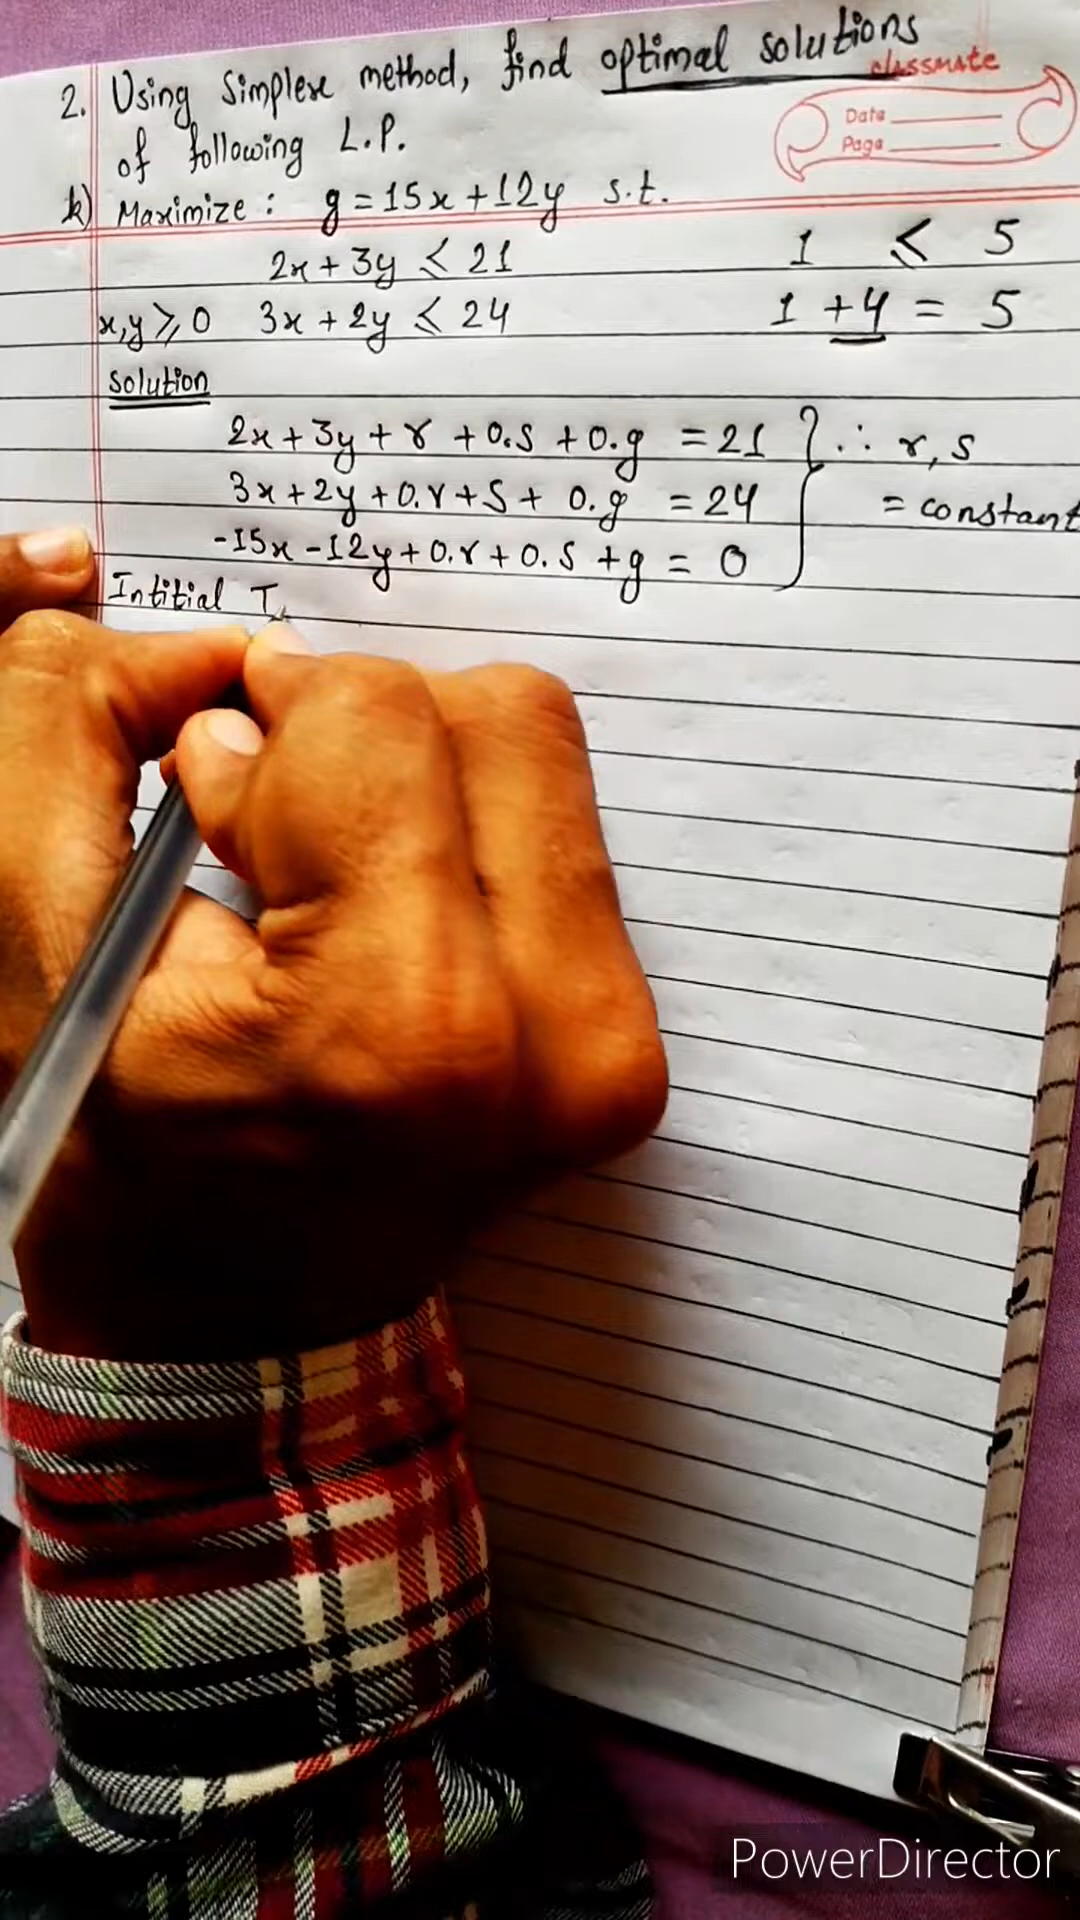 2. Using Simplex method, find optimal solutions
classmate
Date
Page
of following L.P.
k) Maximize : g = 15x + 12y s.t.
2x + 3y ⩽ 21
1 < 5
x,y ⩾ 0 3x + 2y ⩽ 24
1 + 4 = 5
Solution
2x + 3y + r + 0.s + 0.g = 21 } ∴ r, s
3x + 2y + 0.r + s + 0.g = 24 = constant
-15x - 12y + 0.r + 0.s + g = 0
Intitial T
PowerDirector